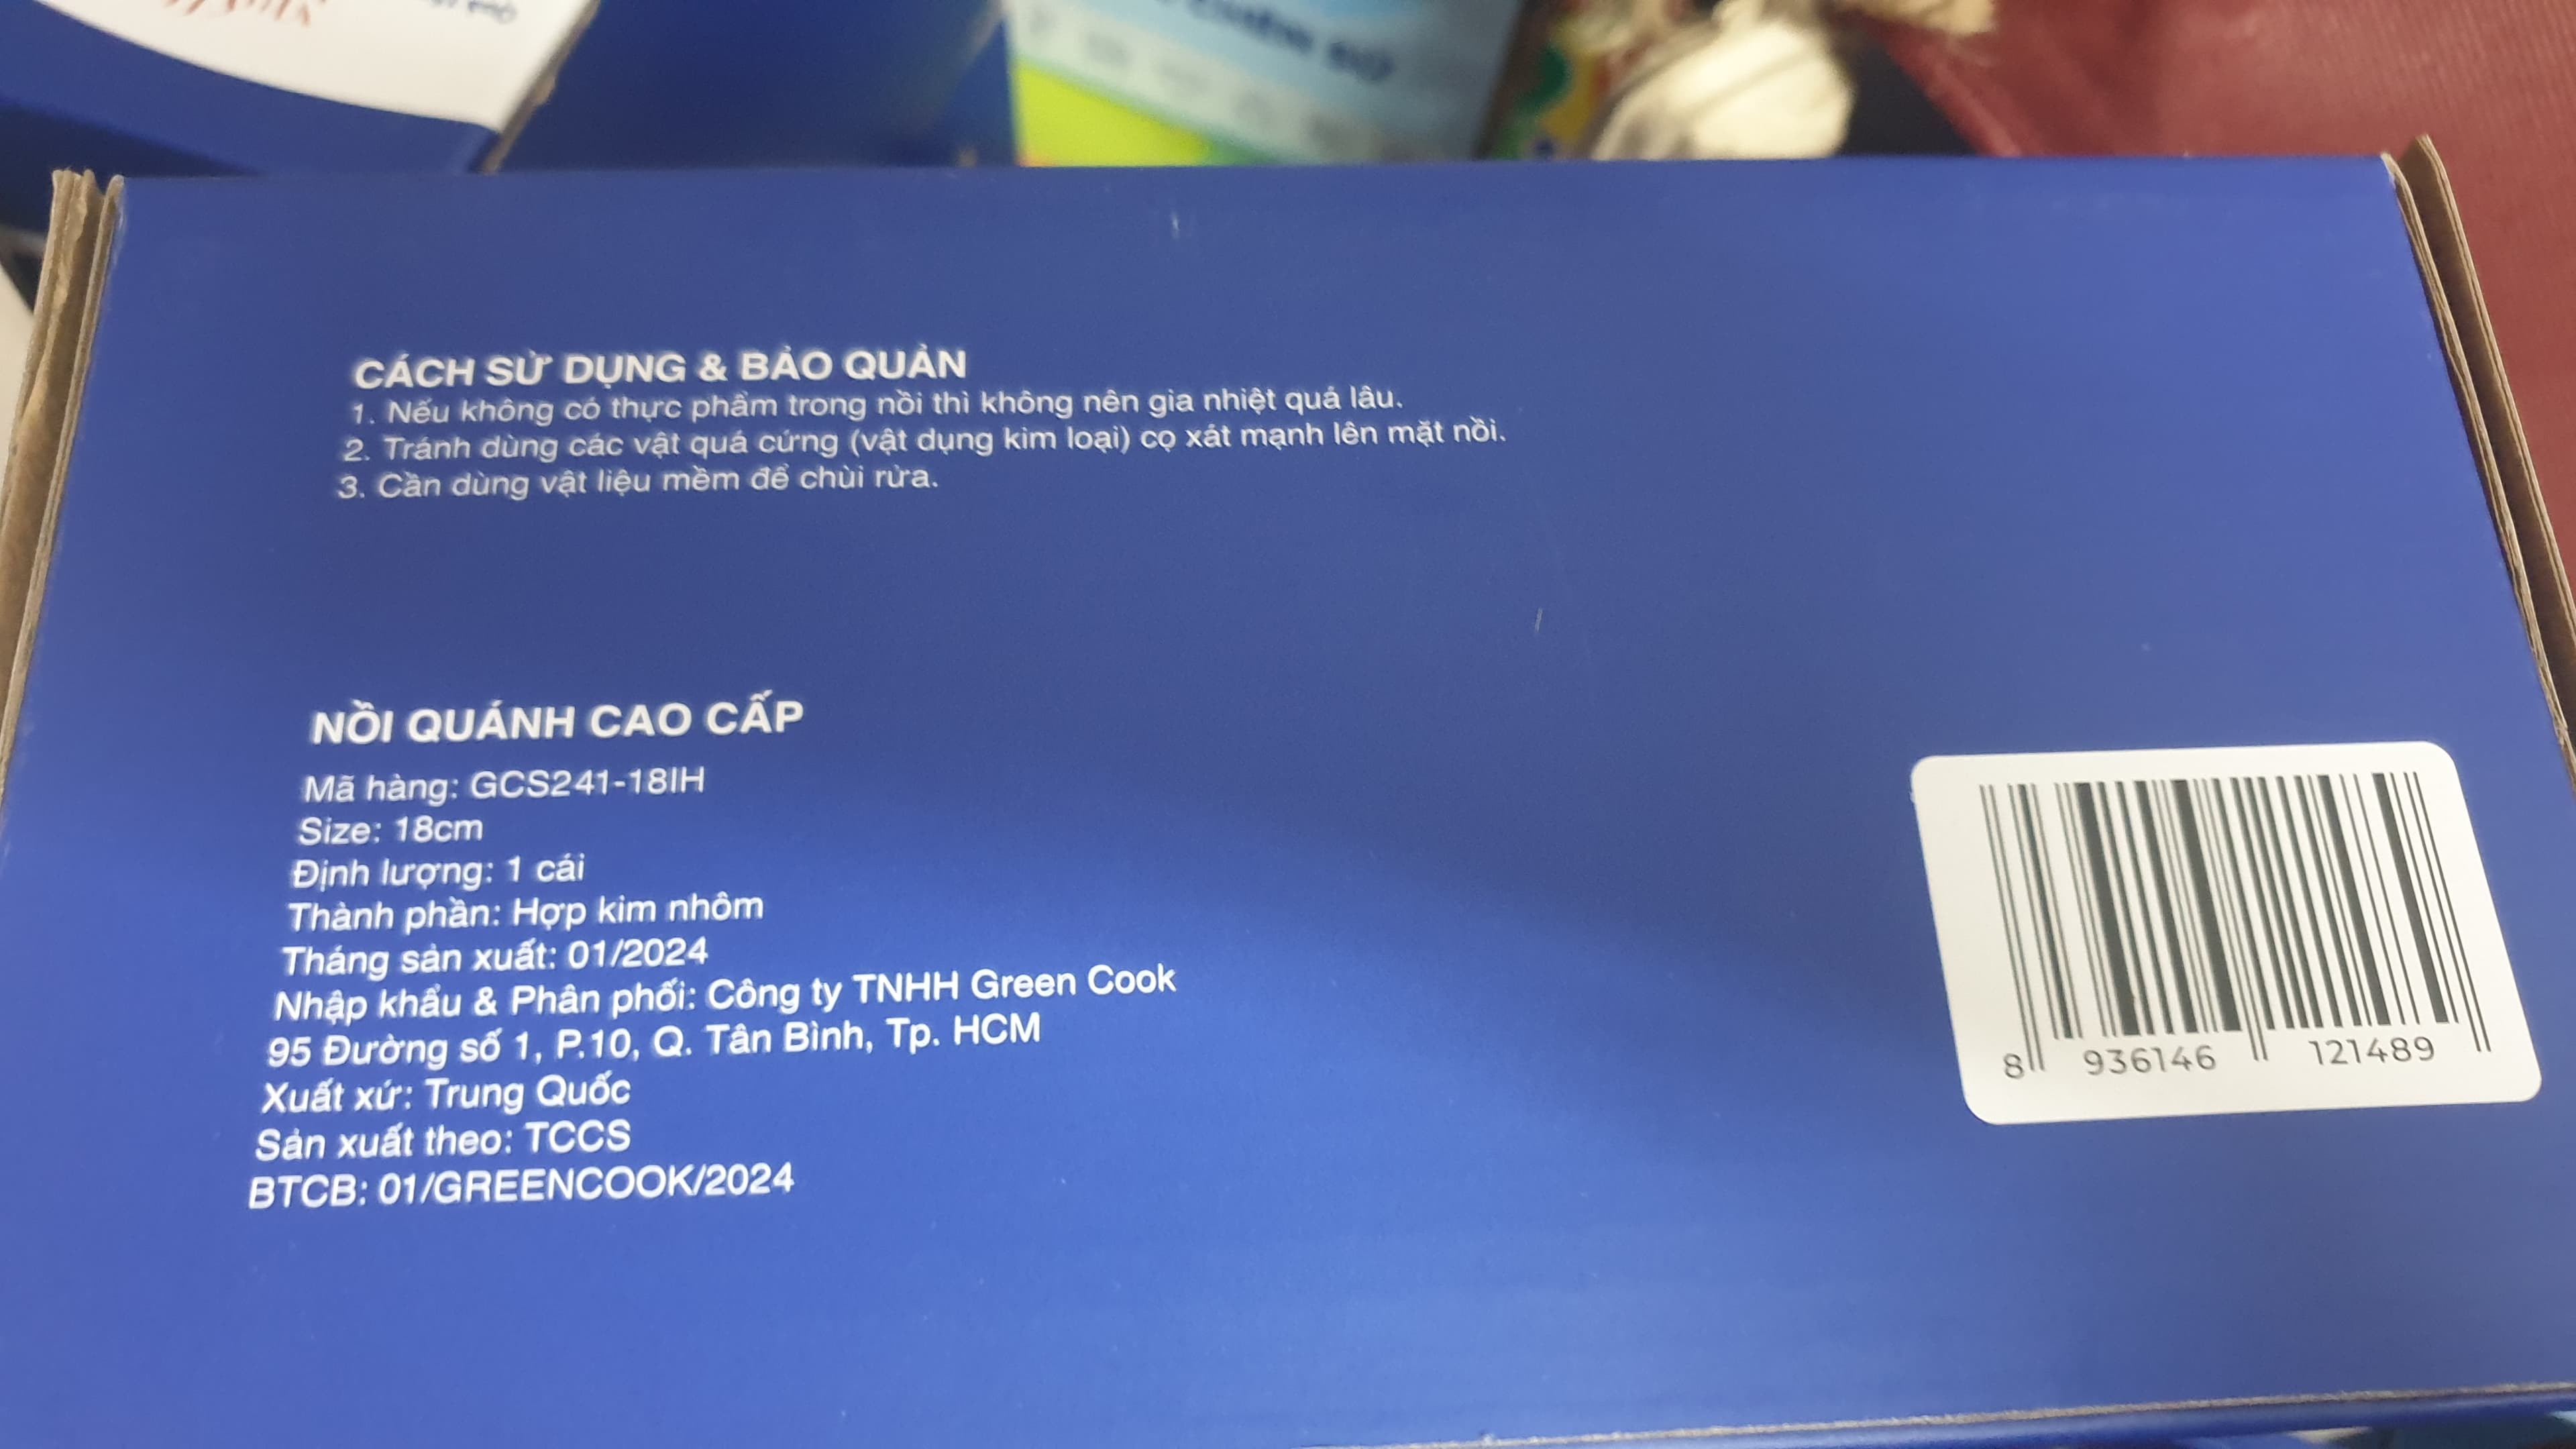 CÁCH SỬ DỤNG & BẢO QUẢN
1. Nếu không có thực phẩm trong nồi thì không nên gia nhiệt quá lâu.
2. Tránh dùng các vật quá cứng (vật dụng kim loại) cọ xát mạnh lên mặt nồi.
3. Cần dùng vật liệu mềm để chùi rửa.
NỒI QUÁNH CAO CẤP
Mã hàng: GCS241-18IH
Size: 18cm
Định lượng: 1 cái
Thành phần: Hợp kim nhôm
Tháng sản xuất: 01/2024
Nhập khẩu & Phân phối: Công ty TNHH Green Cook
95 Đường số 1, P.10, Q. Tân Bình, Tp. HCM
Xuất xứ: Trung Quốc
Sản xuất theo: TCCS
BTCB: 01/GREENCOOK/2024
8 936146 121489